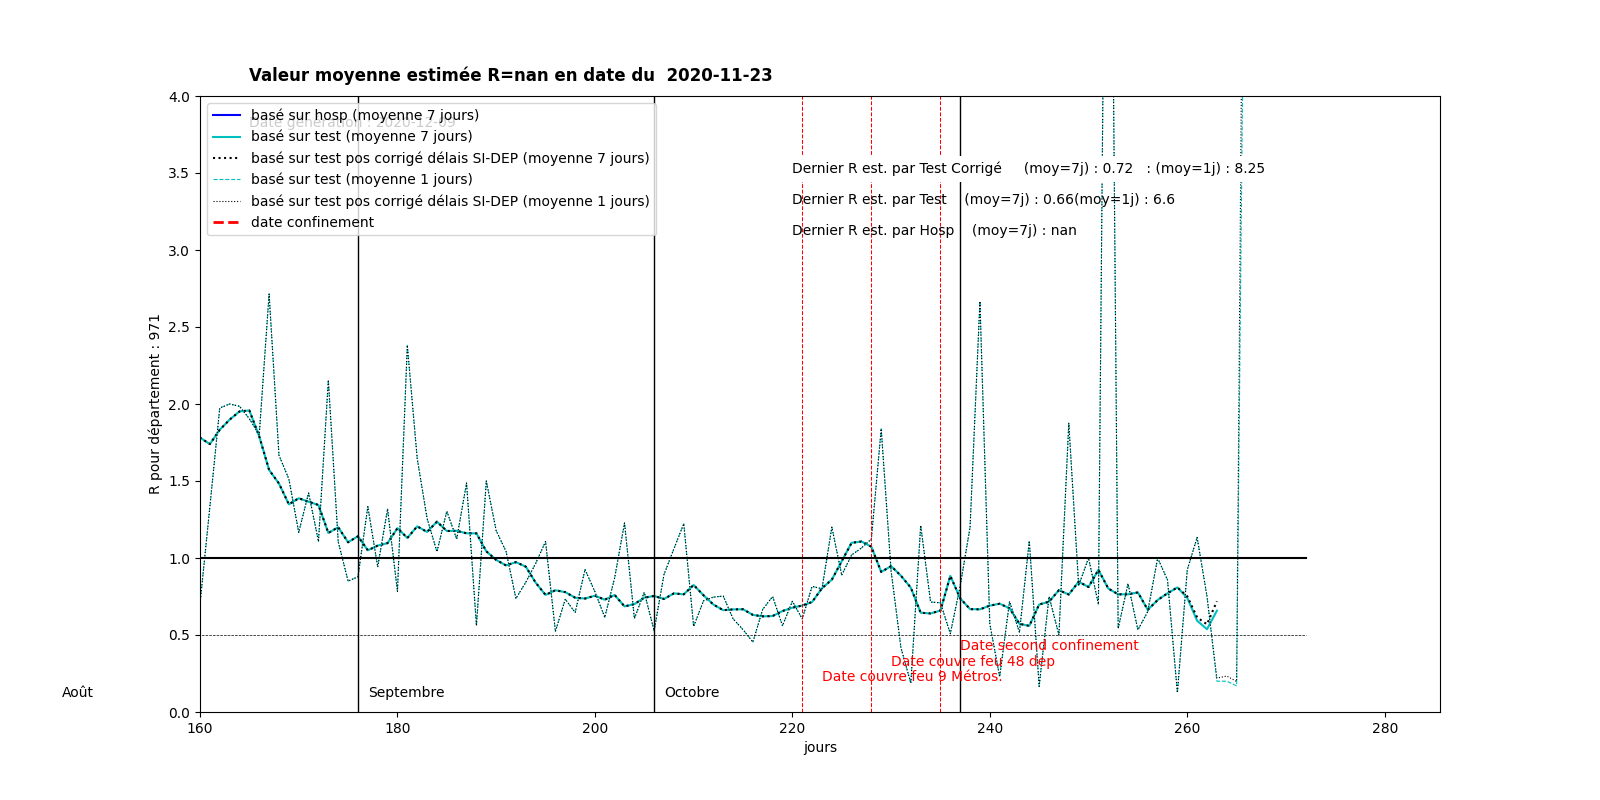 Valeur moyenne estimée R=nan en date du  2020-11-23
Date génération : 2020-12-09
basé sur hosp (moyenne 7 jours)
basé sur test (moyenne 7 jours)
basé sur test pos corrigé délais SI-DEP (moyenne 7 jours)
basé sur test (moyenne 1 jours)
basé sur test pos corrigé délais SI-DEP (moyenne 1 jours)
date confinement
Dernier R est. par Test Corrigé     (moy=7j) : 0.72   : (moy=1j) : 8.25
Dernier R est. par Test    (moy=7j) : 0.66(moy=1j) : 6.6
Dernier R est. par Hosp    (moy=7j) : nan
4.0
3.5
3.0
2.5
2.0
1.5
1.0
0.5
0.0
R pour département : 971
Date second confinement
Date couvre feu 48 dep
Date couvre feu 9 Métros.
Août
Septembre
Octobre
160 180 200 220 240 260 280
jours